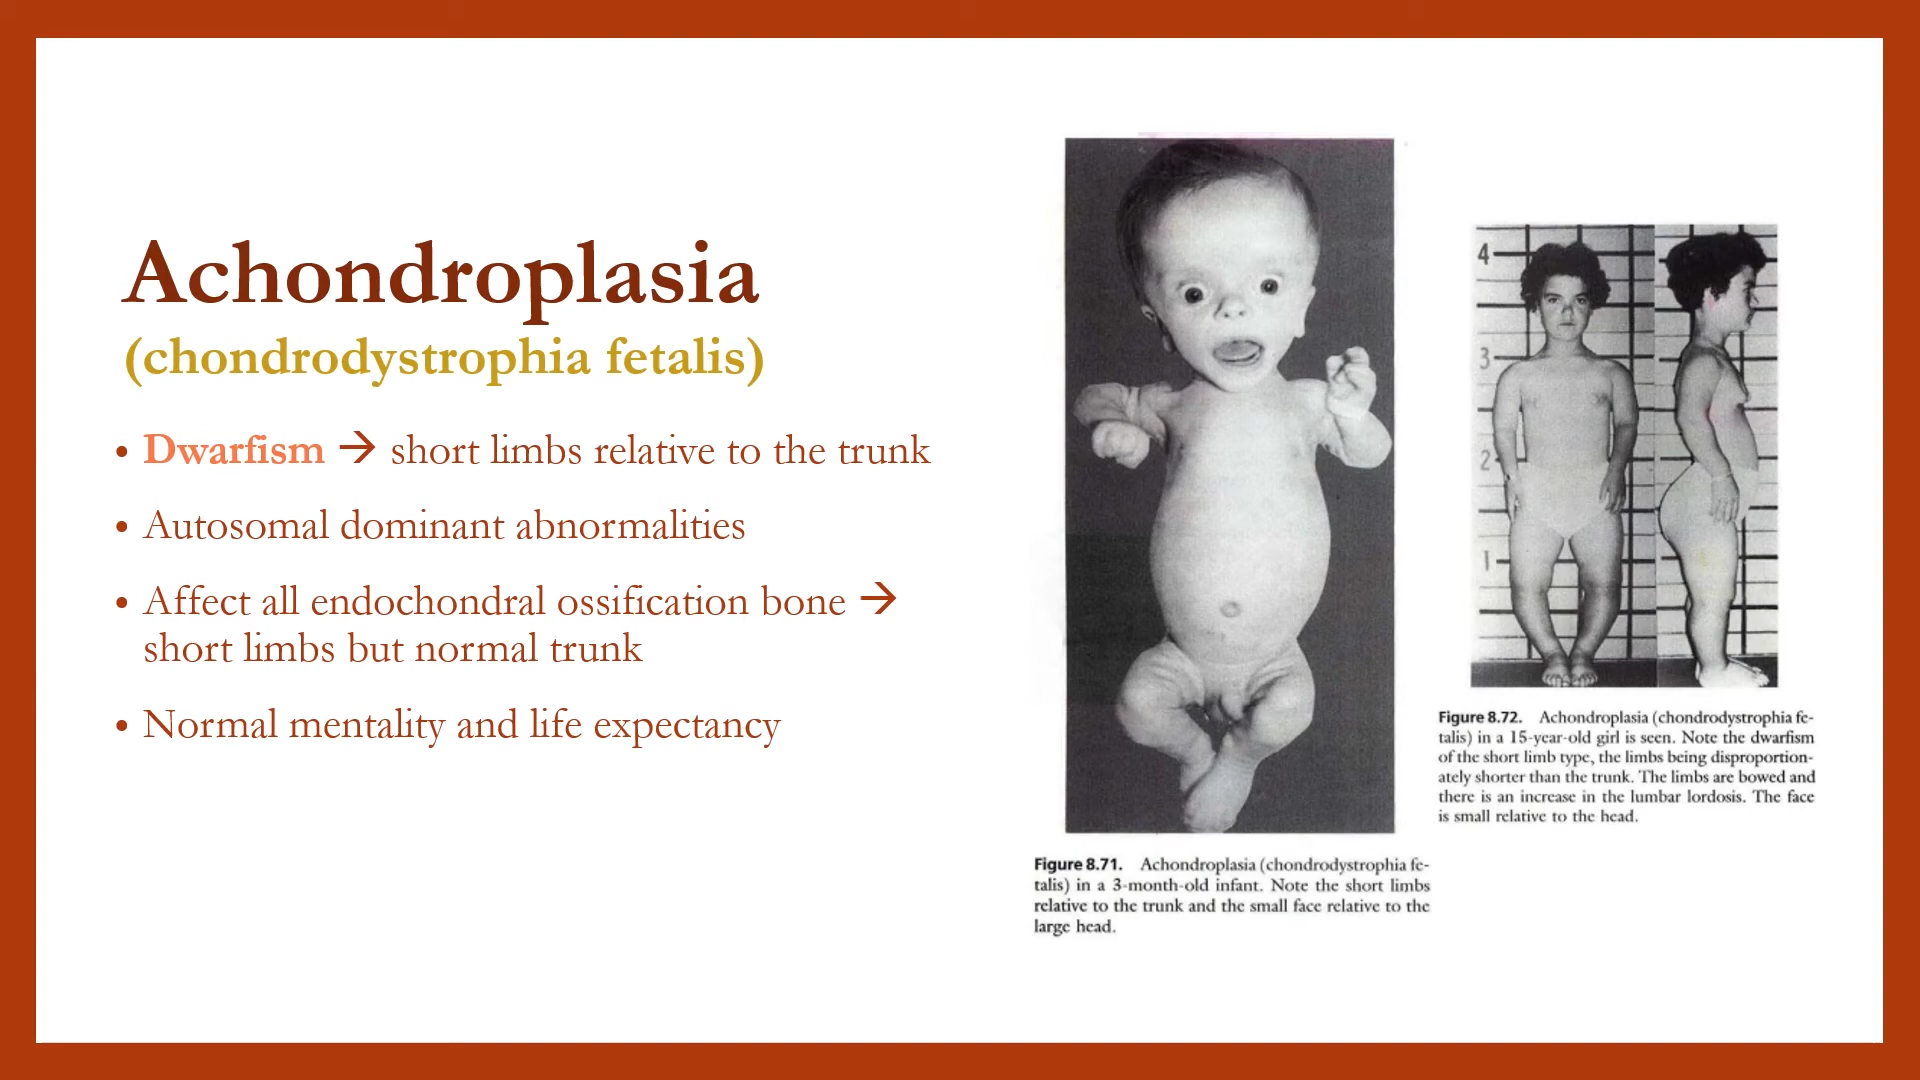 Achondroplasia
(chondrodystrophia fetalis)
• Dwarfism → short limbs relative to the trunk
• Autosomal dominant abnormalities
• Affect all endochondral ossification bone →
short limbs but normal trunk
• Normal mentality and life expectancy
4
3
2
1
Figure 8.72. Achondroplasia (chondrodystrophia fe-
talis) in a 15-year-old girl is seen. Note the dwarfism
of the short limb type, the limbs being disproportion-
ately shorter than the trunk. The limbs are bowed and
there is an increase in the lumbar lordosis. The face
is small relative to the head.
Figure 8.71. Achondroplasia (chondrodystrophia fe-
talis) in a 3-month-old infant. Note the short limbs
relative to the trunk and the small face relative to the
large head.